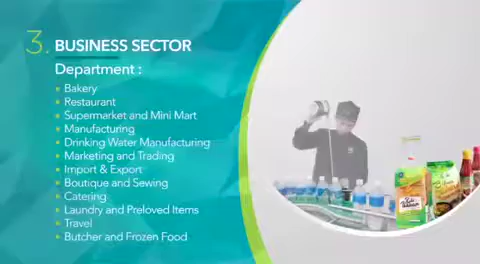 3. BUSINESS SECTOR
Department :
• Bakery
• Restaurant
• Supermarket and Mini Mart
• Manufacturing
• Drinking Water Manufacturing
• Marketing and Trading
• Import & Export
• Boutique and Sewing
• Catering
• Laundry and Preloved Items
• Travel
• Butcher and Frozen Food